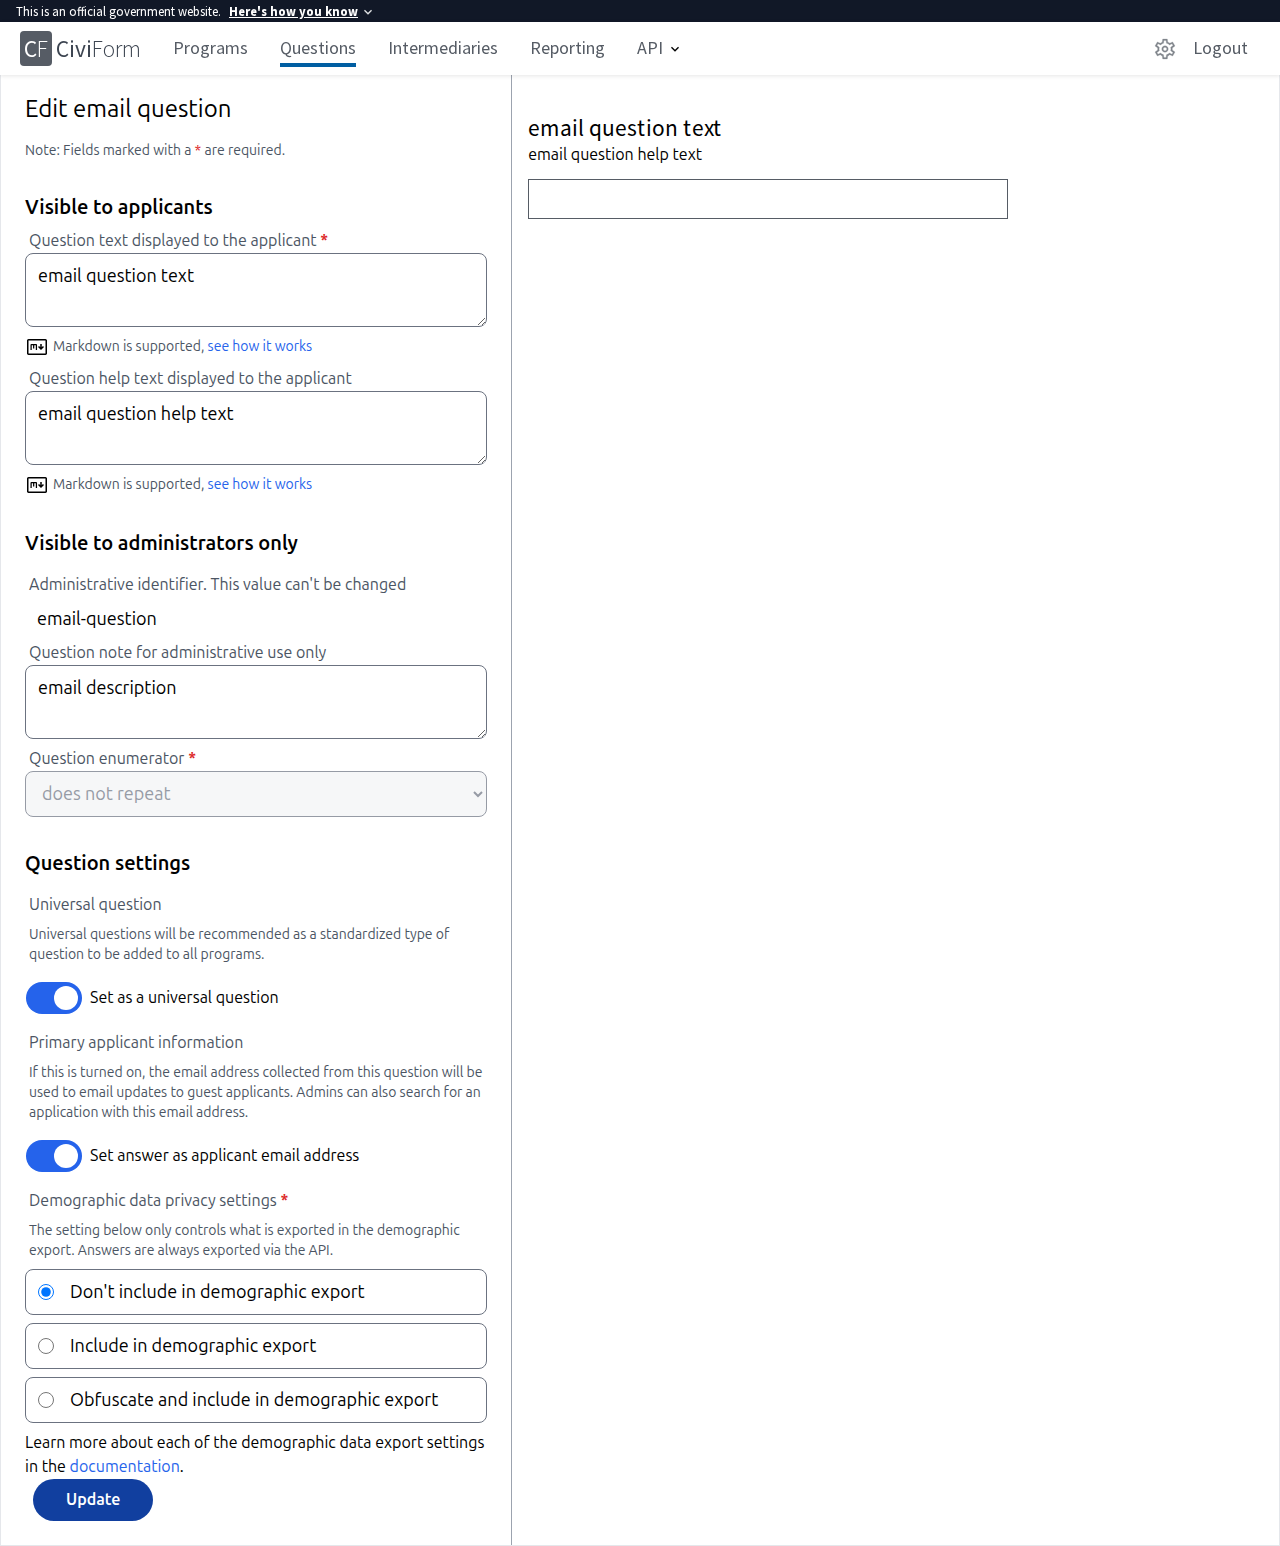 This is an official government website. Here's how you know
CF CiviForm Programs Questions Intermediaries Reporting API Logout
Edit email question
Note: Fields marked with a * are required.
Visible to applicants
Question text displayed to the applicant *
email question text
Markdown is supported, see how it works
Question help text displayed to the applicant
email question help text
Markdown is supported, see how it works
Visible to administrators only
Administrative identifier. This value can't be changed
email-question
Question note for administrative use only
email description
Question enumerator *
does not repeat
Question settings
Universal question
Universal questions will be recommended as a standardized type of
question to be added to all programs.
Set as a universal question
Primary applicant information
If this is turned on, the email address collected from this question will be
used to email updates to guest applicants. Admins can also search for an
application with this email address.
Set answer as applicant email address
Demographic data privacy settings *
The setting below only controls what is exported in the demographic
export. Answers are always exported via the API.
Don't include in demographic export
Include in demographic export
Obfuscate and include in demographic export
Learn more about each of the demographic data export settings
in the documentation.
Update
email question text
email question help text